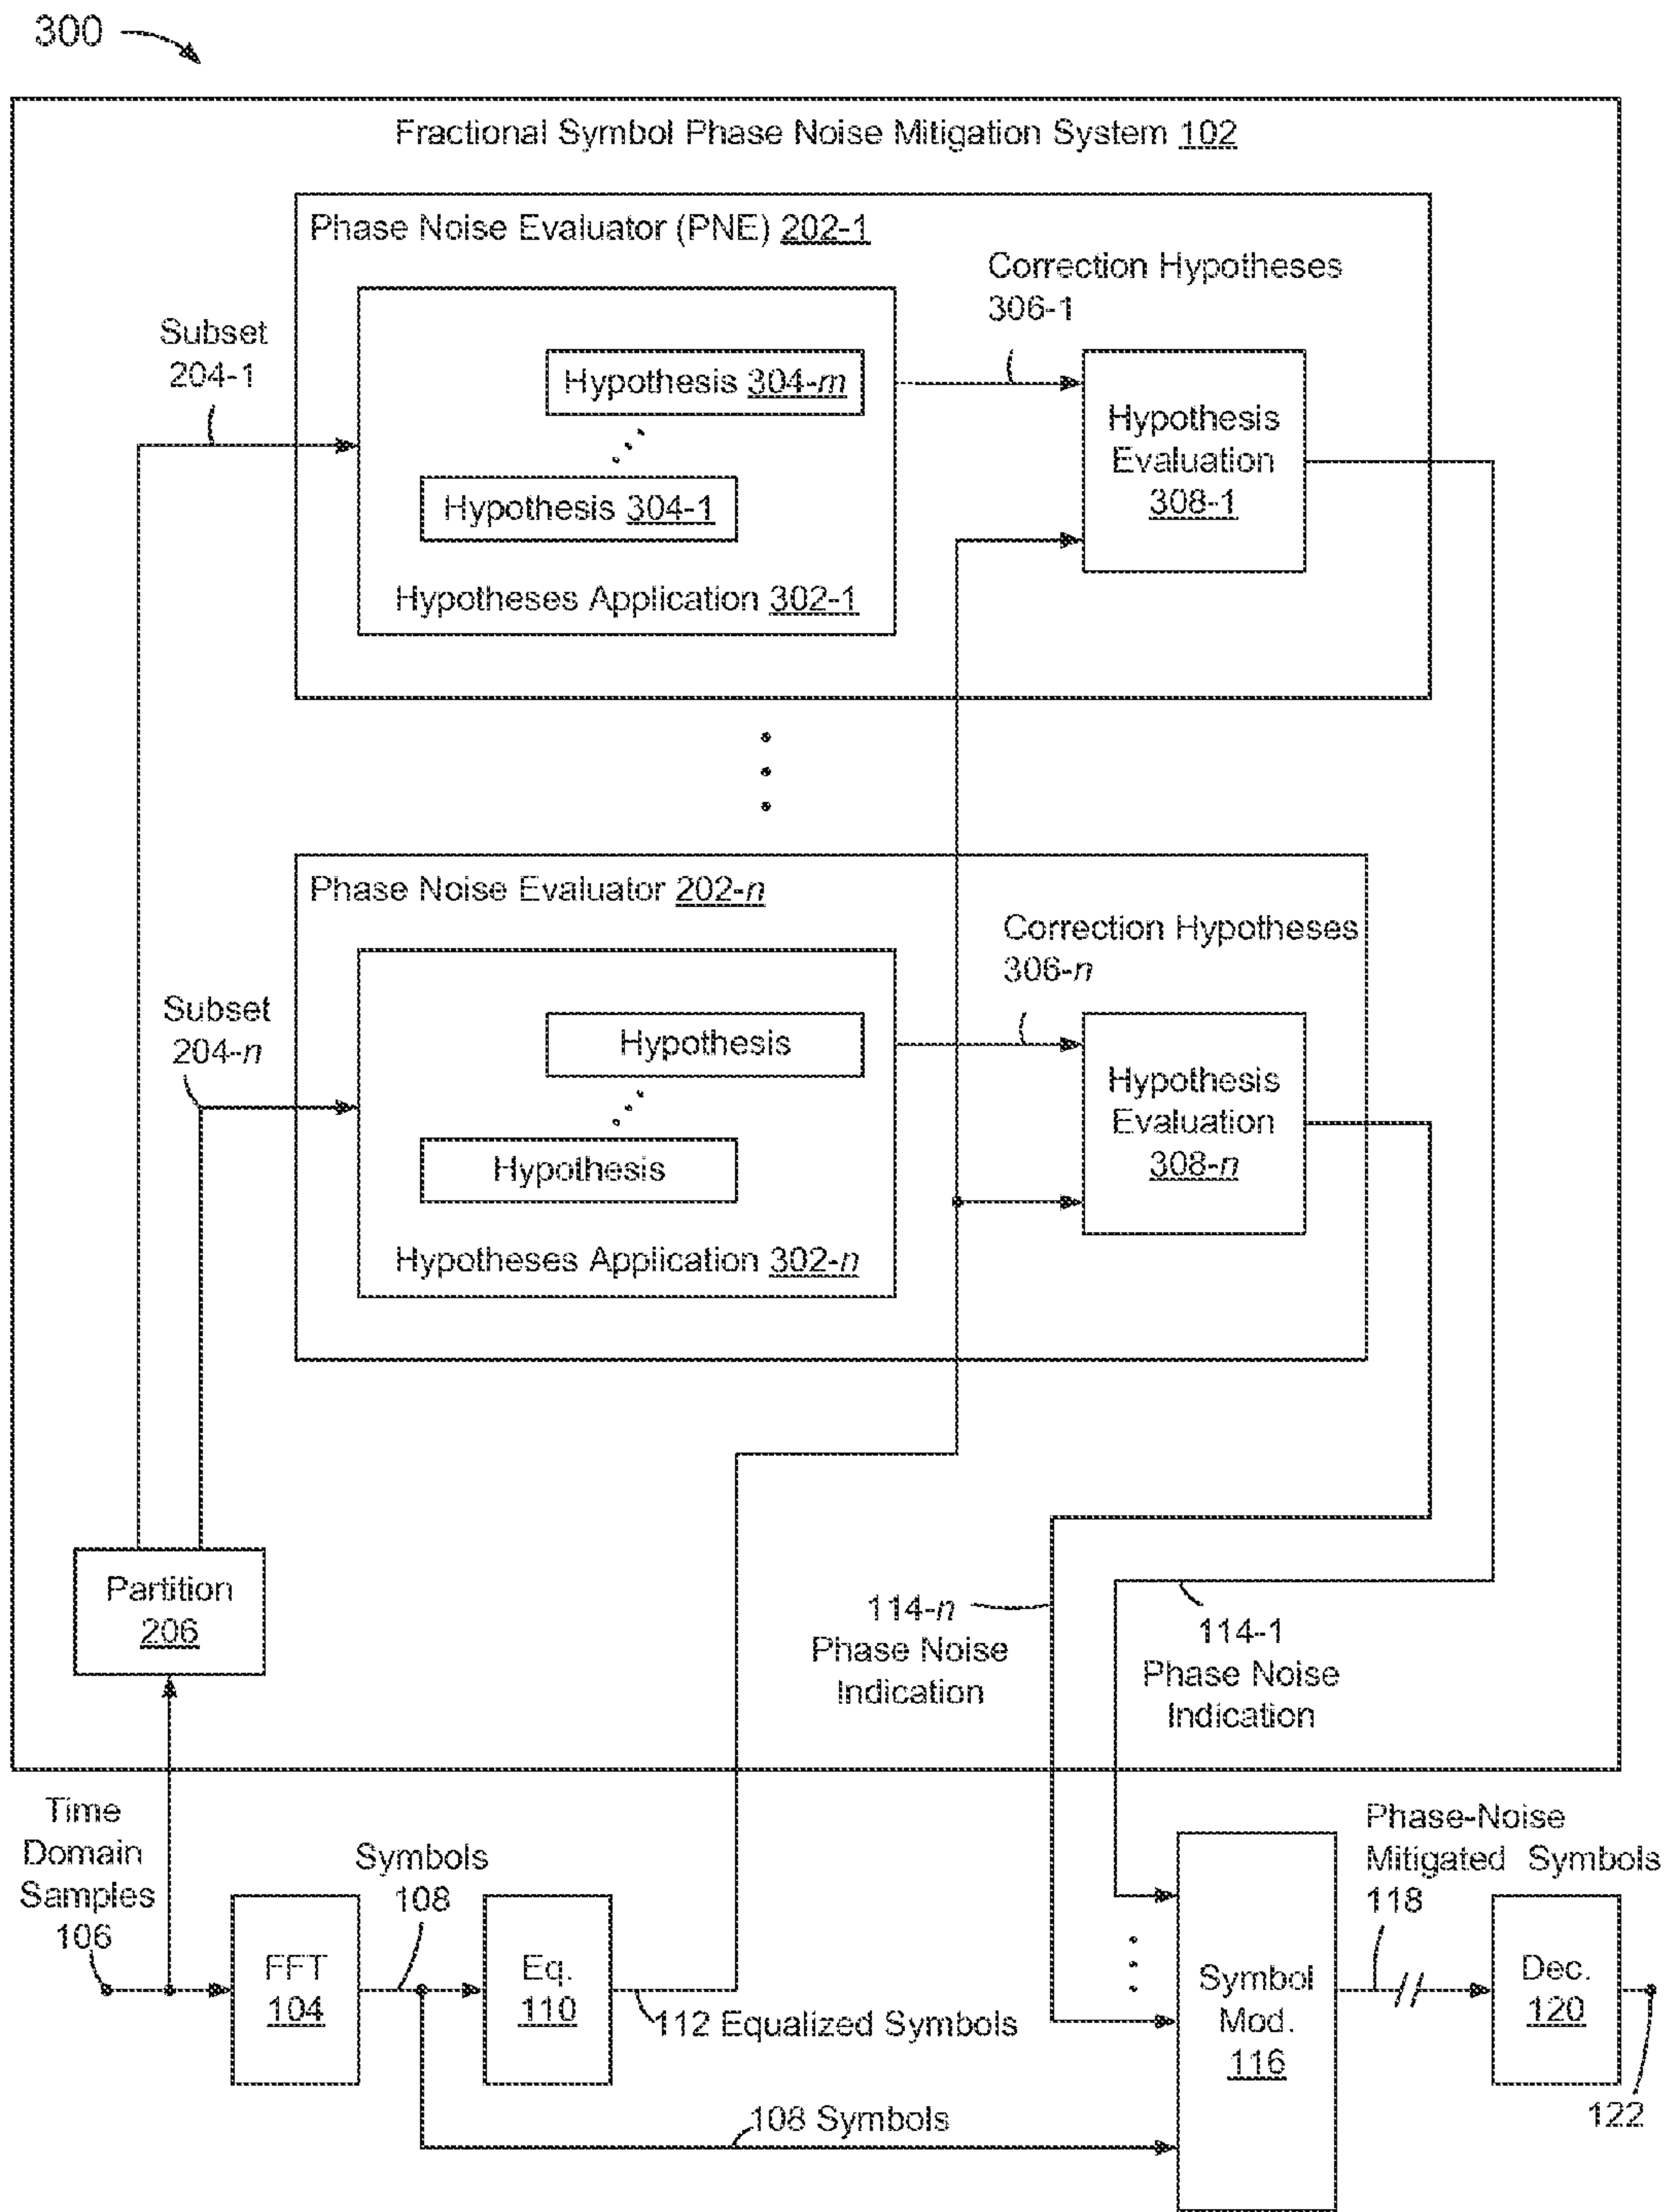 300
Fractional Symbol Phase Noise Mitigation System 102
Phase Noise Evaluator (PNE) 202-1
Correction Hypotheses
306-1
Subset
204-1
Hypothesis 304-m
Hypothesis 304-1
Hypotheses Application 302-1
Hypothesis
Evaluation
308-1
Phase Noise Evaluator 202-n
Correction Hypotheses
306-n
Subset
204-n
Hypothesis
Hypothesis
Hypotheses Application 302-n
Hypothesis
Evaluation
308-n
Partition
206
114-n
Phase Noise
Indication
114-1
Phase Noise
Indication
Time
Domain
Samples
106
FFT
104
Symbols
108
Eq.
110
112 Equalized Symbols
108 Symbols
Symbol
Mod.
116
Phase-Noise
Mitigated Symbols
118
Dec.
120
122